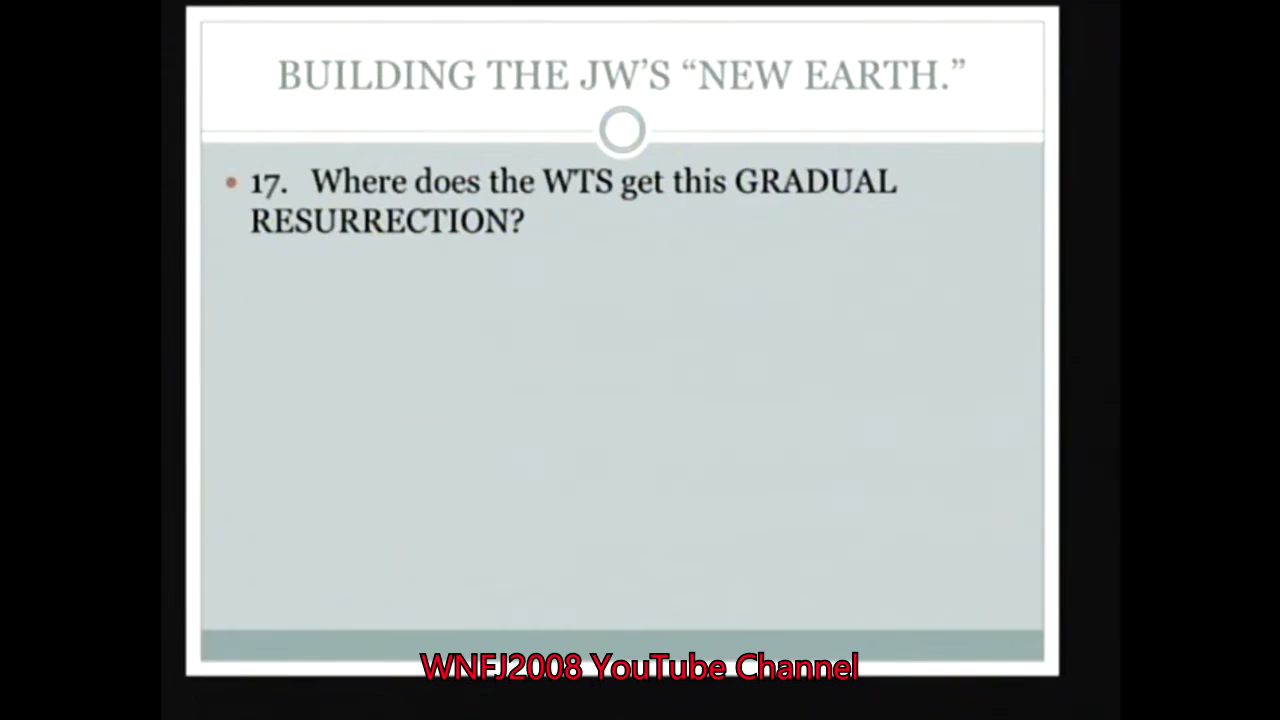 BUILDING THE JW'S “NEW EARTH.”
• 17. Where does the WTS get this GRADUAL
RESURRECTION?
WNFJ2008 YouTube Channel